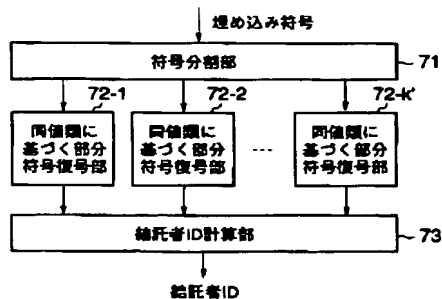 埋め込み符号
符号分割部
71
72-1
72-2
72-k'
同値類に
基づく部分
符号復号部
同値類に
基づく部分
符号復号部
...
同値類に
基づく部分
符号復号部
結託者ID計算部
73
結託者ID